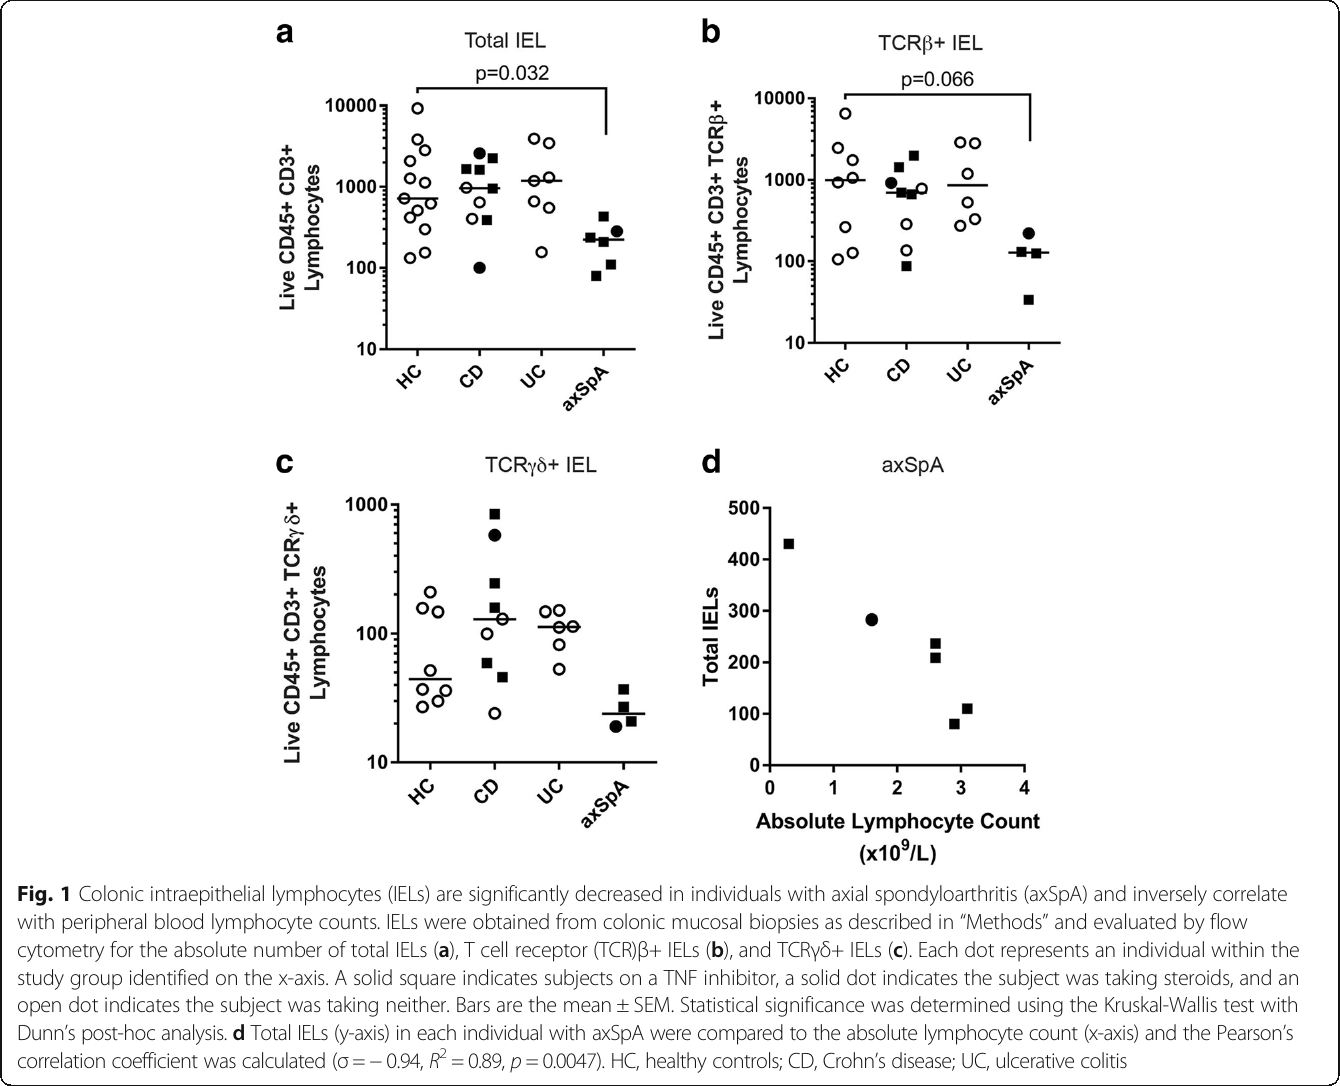 a
Total IEL
p=0.032
Live CD45+ CD3+
Lymphocytes
10000
1000
100
10
HC
CD
UC
axSpA
b
TCRβ+ IEL
p=0.066
Live CD45+ CD3+ TCRβ+
Lymphocytes
10000
1000
100
10
HC
CD
UC
axSpA
c
TCRγδ+ IEL
Live CD45+ CD3+ TCRγδ+
Lymphocytes
1000
100
10
HC
CD
UC
axSpA
d
axSpA
Total IELs
500
400
300
200
100
0
0 1 2 3 4
Absolute Lymphocyte Count
(x10⁹/L)
Fig. 1 Colonic intraepithelial lymphocytes (IELs) are significantly decreased in individuals with axial spondyloarthritis (axSpA) and inversely correlate
with peripheral blood lymphocyte counts. IELs were obtained from colonic mucosal biopsies as described in “Methods” and evaluated by flow
cytometry for the absolute number of total IELs (a), T cell receptor (TCR)β+ IELs (b), and TCRγδ+ IELs (c). Each dot represents an individual within the
study group identified on the x-axis. A solid square indicates subjects on a TNF inhibitor, a solid dot indicates the subject was taking steroids, and an
open dot indicates the subject was taking neither. Bars are the mean ± SEM. Statistical significance was determined using the Kruskal-Wallis test with
Dunn’s post-hoc analysis. d Total IELs (y-axis) in each individual with axSpA were compared to the absolute lymphocyte count (x-axis) and the Pearson’s
correlation coefficient was calculated (σ = − 0.94, R² = 0.89, p = 0.0047). HC, healthy controls; CD, Crohn’s disease; UC, ulcerative colitis